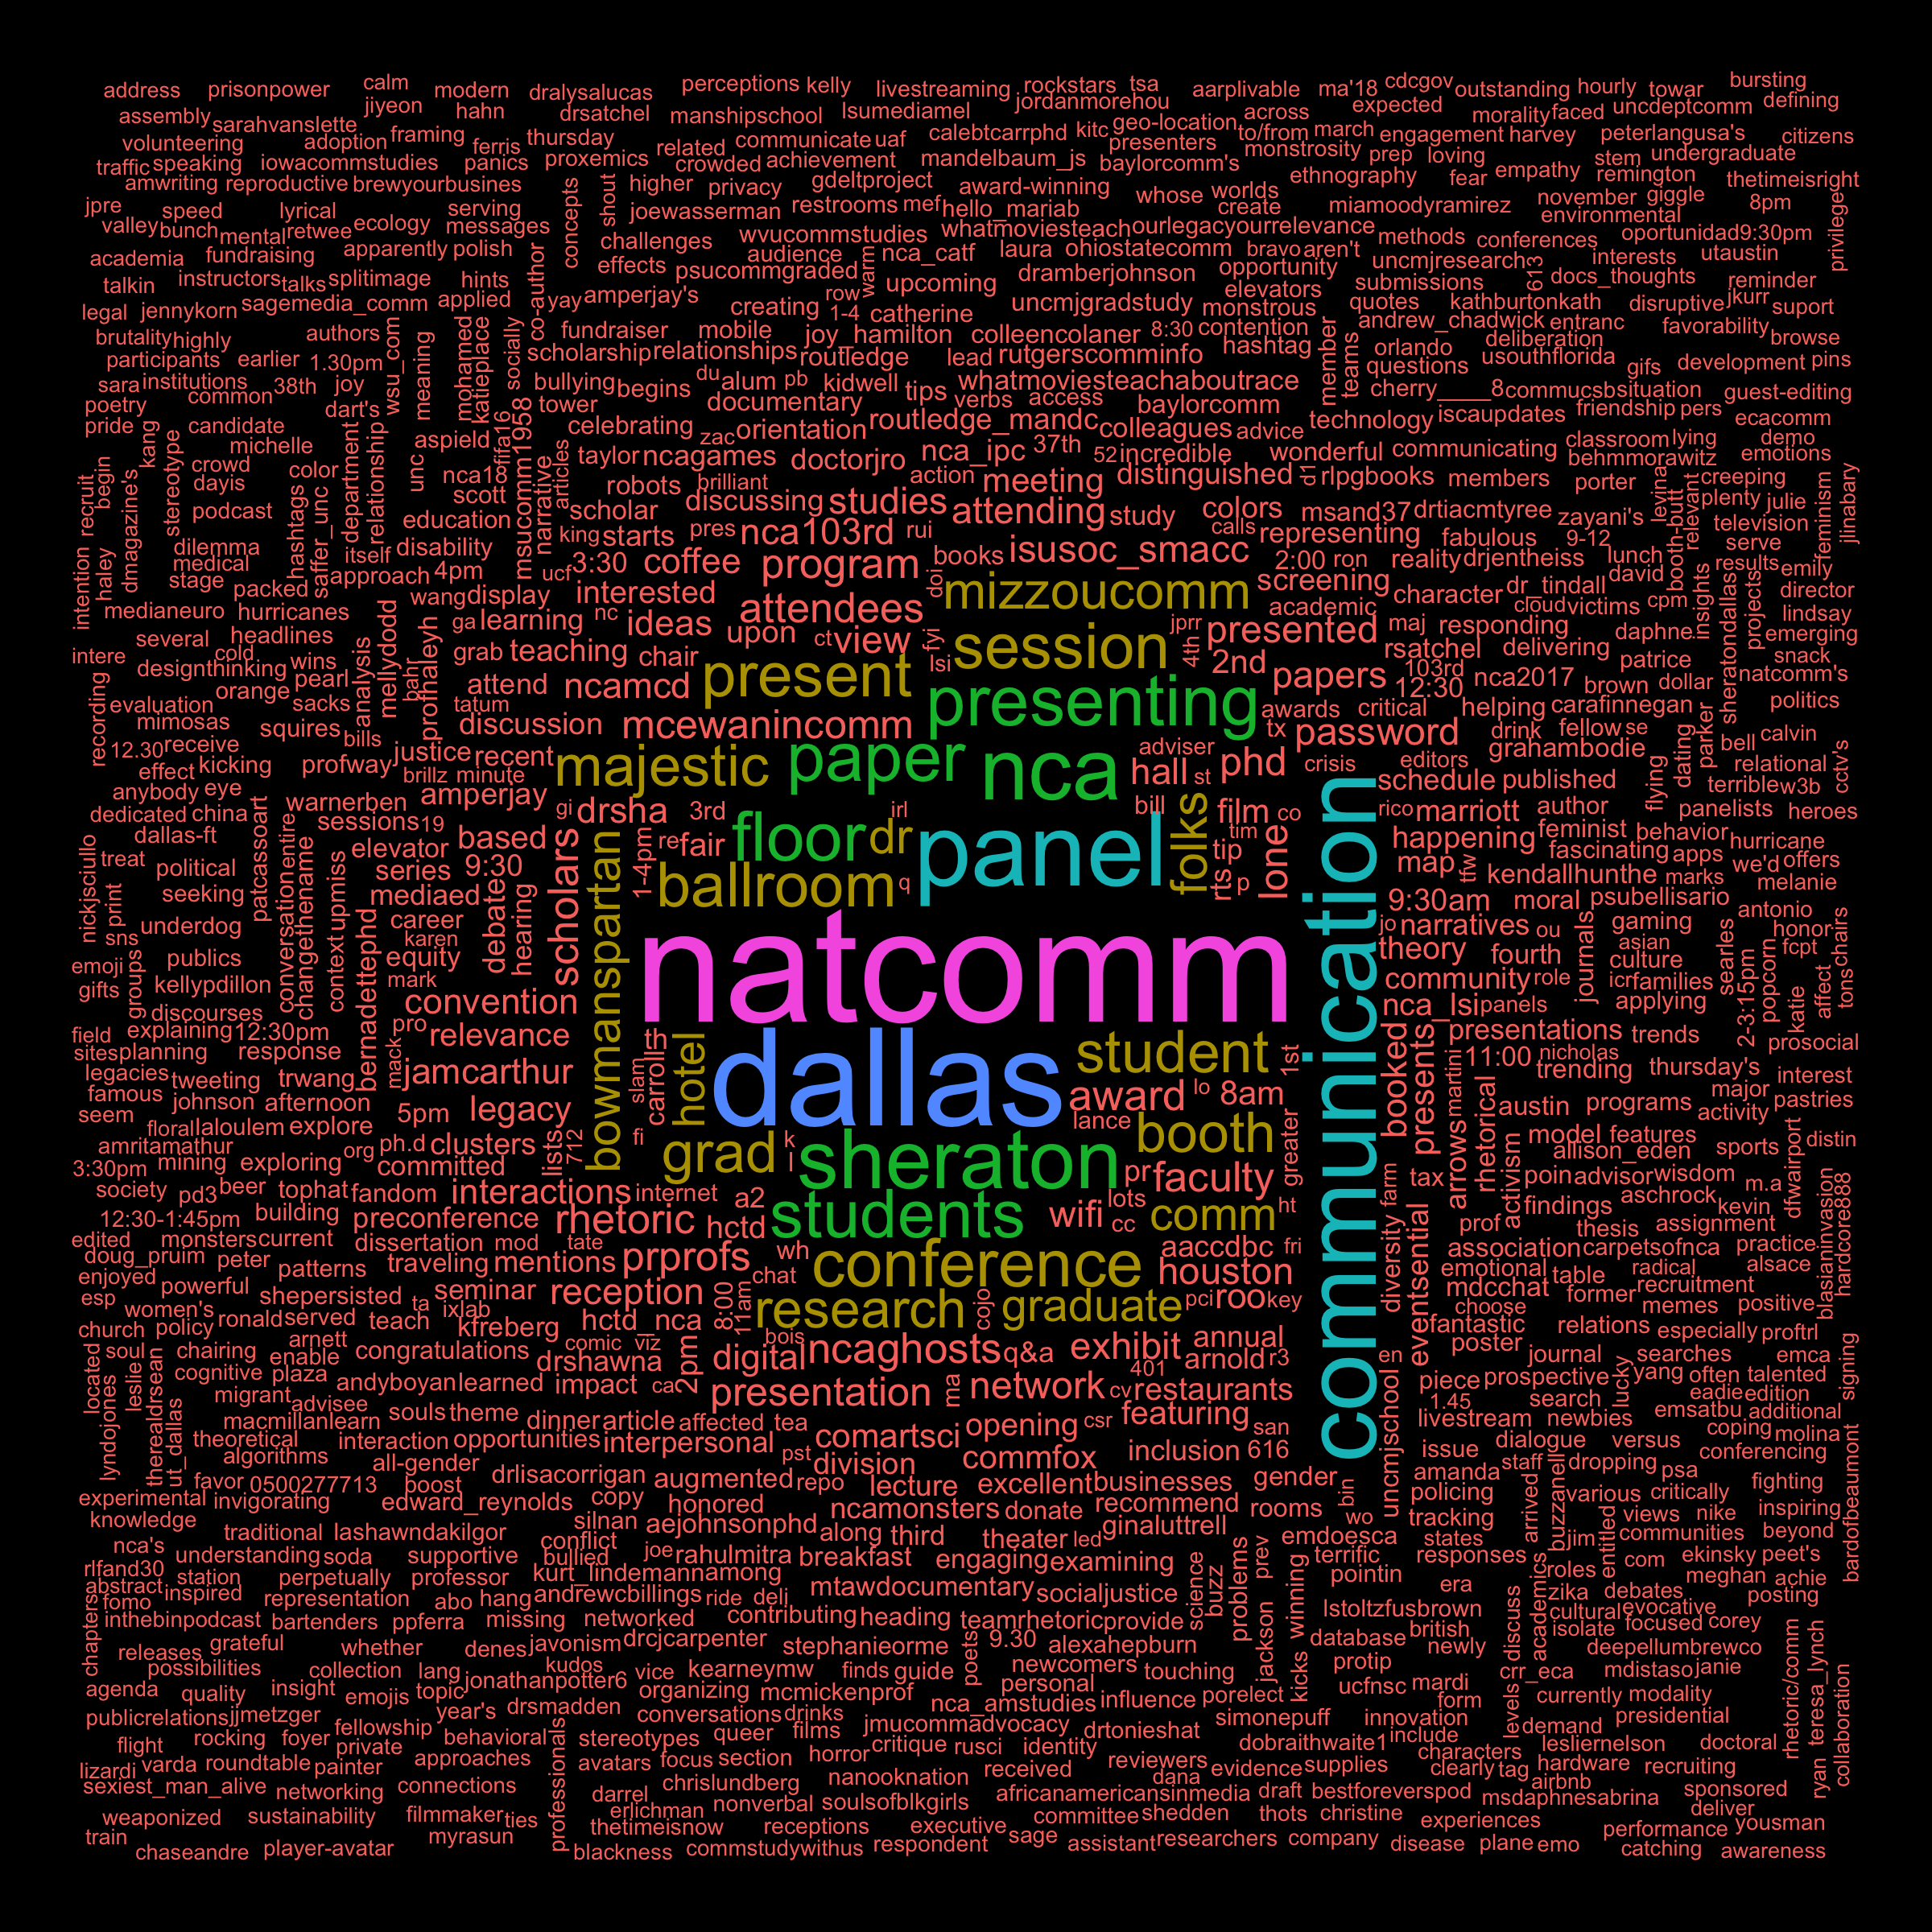 address prisonpower calm modern dralysalucas perceptions kelly livestreaming rockstars tsa aarplivable ma'18 cdcgov outstanding hourly towar bursting
assembly sarahvanslette jiyeon hahn drsatchel manshipschool lsumediamel jordanmorehou across expected morality faced uncdeptcomm defining
volunteering adoption framing ferris thursday related communicate uaf calebtcarrphd kitc geo-location to/from march engagement harvey peterlangusa's citizens
traffic speaking iowacommstudies panics proxemics crowded achievement mandelbaum_js presenters baylorcomm's monstrosity prep loving empathy stem undergraduate
amwriting reproductive brewyourbusines concepts shout higher privacy gdeltproject award-winning whose worlds ethnography fear remington thetimeisright
jpre speed lyrical serving joewasserman restrooms mef hello_mariab create miamoodyramirez november giggle 8pm
valley bunch mental retwee ecology messages challenges wvucommstudies whatmoviesteach ourlegacyyourrelevance methods conferences environmental oportunidad 9:30pm privilege
academia fundraising apparently polish co-author effects audience nca_catf laura ohiostatecomm bravo aren't uncmjresearch interests utaustin
talkin instructors talks splitimage hints psucommgraded warm upcoming dramberjohnson opportunity submissions 613 docs_thoughts reminder
legal jennykorn sagemedia_comm applied yay amperjay's creating row 1-4 catherine uncmjgradstudy elevators monstrous quotes kathburtonkath disruptive jkurr suport
brutality highly authors wsu_com meaning mohamed katieplace socially fundraiser mobile joy_hamilton colleencolaner 8:30 contention member teams andrew_chadwick entranc favorability browse
participants earlier 1.30pm scholarship relationships routledge lead rutgerscomminfo hashtag orlando questions deliberation usouthflorida gifs development pins
sara institutions common 38th joy bullying begins du alum pb kidwell tips whatmoviesteachaboutrace cherry____8 commucsb situation guest-editing
poetry dart's tower documentary verbs access baylorcomm technology iscaupdates friendship pers ecacomm
pride candidate michelle kang stereotype department relationship unc aspield fffa16 msucomm1958 celebrating zac orientation routledge_mandc colleagues advice wonderful communicating classroom lying demo
crowd color nca18 narrative articles taylor ncagames doctorjro nca_ipc 37th 52 incredible behmmorawitz emotions
recruit begin dmagazine's dayis scott robots brilliant action meeting distinguished d1 rlpgbooks members porter levina booth-butt relevant creeping
podcast hashtags saffer_unc education scholar discussing studies attending study colors msand37 drtiacmtyree zayani's plenty julie feminism jlinabary
intention haley dilemma itself disability king starts pres nca103rd rui calls representing fabulous 9-12 television serve
medical stage approach 4pm ucf 3:30 coffee program doi books isusoc_smacc 2:00 ron reality drjentheiss lunch david results emily
packed wang display interested attendees mizzoucomm screening character dr_tindall cloud victims cpm insights sheratondallas projects director
medianeuro hurricanes mellydodd profhaleyh ga learning nc ideas upon ct view fyi session jprr 4th academic maj responding daphne lindsay
several headlines cold analysis grab teaching chair present lsi presented rsatchel delivering patrice emerging snack
intere designthinking wins pearl bahr attend ncamcd presenting 2nd papers 103rd 12:30 nca2017 brown dollar natcomm's
recording evaluation orange sacks tatum discussion mcewanincomm awards critical helping carafinnegan politics
mimosas squires bills justice recent majestic paper nca adviser tx password drink fellow se dating parker bell calvin
12.30 receive effect kicking profway brillz minute hall st phd crisis editors grahambodie flying relational cctv's
anybody eye warnerben amperjay gi drsha 3rd irl bill film co schedule published terrible w3b
dedicated china patcassoart entire sessions 19 based scholars 1-4pm re fair floor dr panel folks tim communication rico marriott author panelists heroes
nickjsciullo dallas-ft conversation changethename elevator 9:30 series ballroom q rts tip p lone happening feminist behavior hurricane
treat print political context upmiss mediaed debate hearing bowmanspartan map tfw fascinating apps we'd offers
seeking career kendallhunthe marks melanie
sns underdog bernadettephd karen natcomm 9:30am moral psubellisario antonio
publics equity jo narratives ou gaming honor chairs
emoji groups mark theory fourth journals asian culture searles popcorn fcpt
gifts kellypdillon convention community role icr families affect tons
discourses pro nca_lsi panels applying katie
field explaining 12:30pm mack relevance th hotel dallas student 1st booked presents_lsi presentations trends 2-3:15pm prosocial
sites planning response jamcarthur slam carroll award lo 8am martini 11:00 nicholas trending thursday's interest
legacies famous tweeting trwang legacy lance arrows rhetorical major pastries
seem johnson afternoon 5pm austin programs activity
floral alaloulem explore clusters lists 712 fi grad k l sheraton booth greater activism model features sports distin
amritamathur org ph.d committed pr faculty farm allison_eden
3:30pm mining exploring interactions internet a2 students tax poin advisor wisdom m.a dfwairport
society pd3 beer tophat fandom rhetoric hctd wifi lots cc comm ht diversity eventsential findings aschrock kevin
12:30-1:45pm building preconference prof thesis assignment blasianinvasion hardcore888
edited monsters current dissertation mod tate prprofs wh conference aaccdbc fri association carpetsofnca practice
doug_pruim peter patterns traveling mentions chat houston emotional table radical alsace
enjoyed powerful shepersisted seminar reception 8:00 11am research cojo graduate pci roo key mdcchat former recruitment
esp women's ronald served ta ixlab choose memes positive
church policy arnett teach kfreberg hctd_nca bois digital ncaghosts q&a exhibit annual fantastic relations especially proftrl
soul chairing enable congratulations comic viz drshawna 2pm 401 arnold r3 en poster journal searches emca signing
located lyndojones leslie cognitive plaza andyboyan learned impact ca presentation ma network cv restaurants piece prospective lucky yang often talented
therealdrsean ut_dallas migrant advisee souls theme dinner article affected tea opening csr featuring san uncmjschool 1.45 search eadie edition
macmillanlearn livestream newbies emsatbu additional
theoretical algorithms interaction opportunities interpersonal comartsci commfox inclusion 616 issue dialogue versus coping molina
all-gender pst division staff dropping conferencing
favor 0500277713 boost drlisacorrigan augmented repo lecture excellent businesses gender amanda psa fighting
experimental invigorating edward_reynolds copy honored ncamonsters donate recommend rooms bin policing arrived buzzanell various critically
knowledge traditional lashawndakilgor silnan aejohnsonphd along third theater led ginaluttrell wo emdoesca tracking states views nike inspiring
nca's conflict jim entitled communities beyond bardofbeaumont
understanding soda supportive bullied joe rahulmitra breakfast engaging examining science buzz problems prev terrific responses com ekinsky peet's
rlfand30 station perpetually professor kurt_lindemann among pointin roles meghan achie
abstract inspired representation abo hang andrewcbillings ride deli mtawdocumentary socialjustice winning era zika debates posting
chapters fomo inthebinpodcast bartenders ppferra missing networked contributing heading teamrhetoric provide lstoltzfusbrown discuss academics cultural evocative
releases grateful whether denes javonism drcjcarpenter stephanieorme poets 9.30 alexahepburn jackson kicks database british newly isolate focused corey
possibilities collection lang jonathanpotter6 kudos vice kearneymw finds guide newcomers touching protip crr_eca deepellumbrewco rhetoric/comm teresa_lynch
agenda quality insight emojis topic organizing mcmickenprof personal ucfnsc mardi levels mdistaso janie
publicrelations jjmetzger year's drsmadden conversations drinks nca_amstudies influence porelect form currently modality
rocking foyer fellowship behavioral professionals stereotypes queer films jmucommadvocacy drtonieshat simonepuff innovation demand presidential collaboration
flight private critique rusci identity dobraithwaite1 include lesliernelson doctoral
lizardi varda roundtable painter approaches avatars focus section horror received reviewers evidence supplies characters hardware recruiting ryan
sexiest_man_alive networking connections chrislundberg nanooknation dana clearly tag airbnb
darrel africanamericansinmedia draft bestforeverspod msdaphnesabrina sponsored
weaponized sustainability filmmaker ties erlichman nonverbal soulsofblkgirls committee shedden thots christine experiences deliver
train thetimeisnow receptions executive sage performance yousman
chaseandre player-avatar myrasun blackness commstudywithus respondent assistant researchers company disease plane emo catching awareness